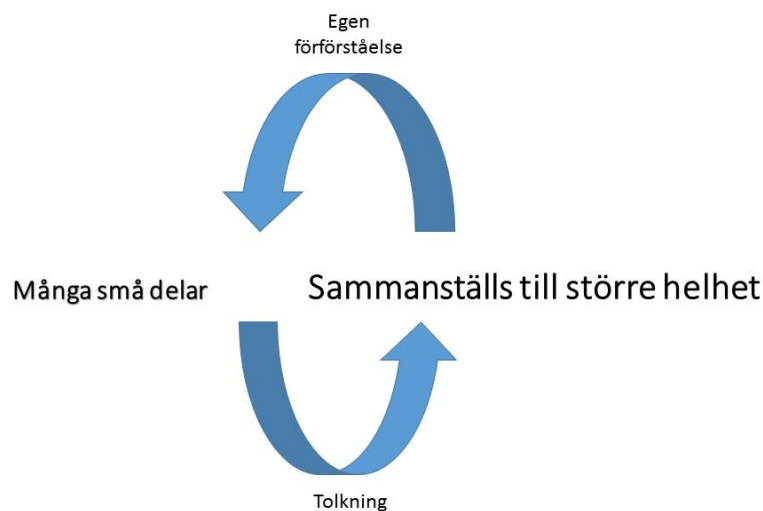 Egen
förförståelse
Många små delar
Sammanställs till större helhet
Tolkning